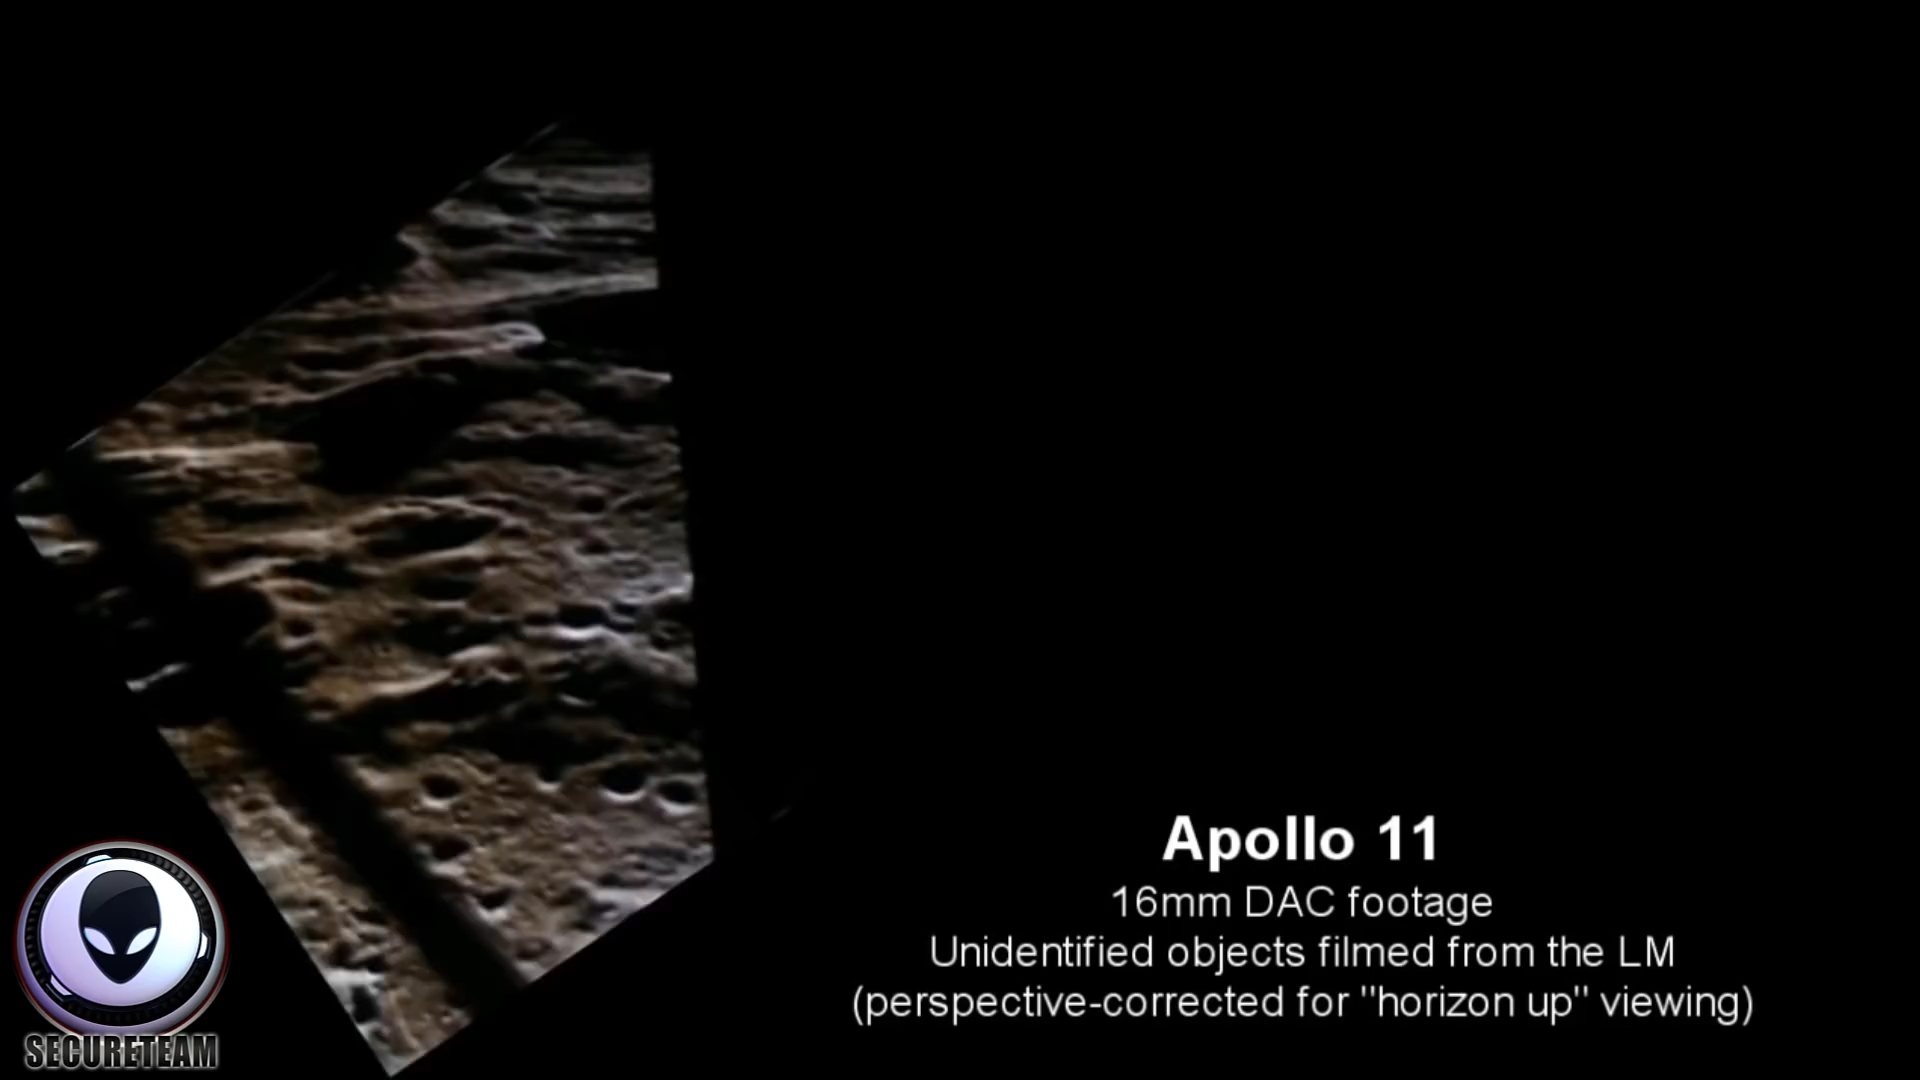 Apollo 11
16mm DAC footage
Unidentified objects filmed from the LM
(perspective-corrected for "horizon up" viewing)
SECURETEAM